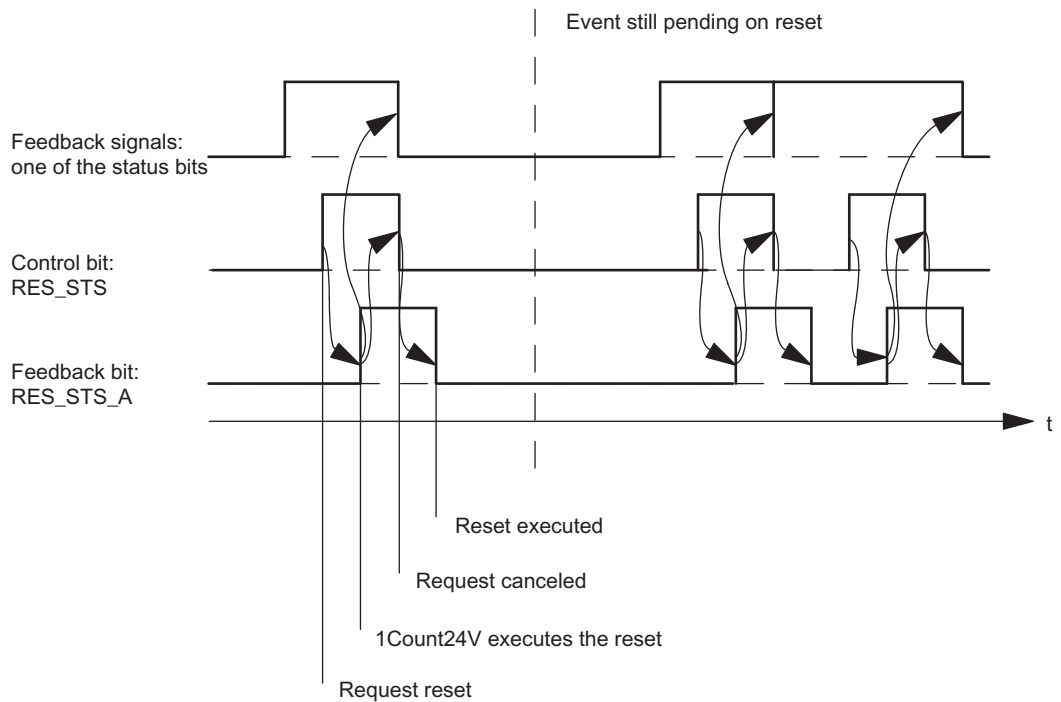 Event still pending on reset
Feedback signals:
one of the status bits
Control bit:
RES_STS
Feedback bit:
RES_STS_A
t
Reset executed
Request canceled
1Count24V executes the reset
Request reset